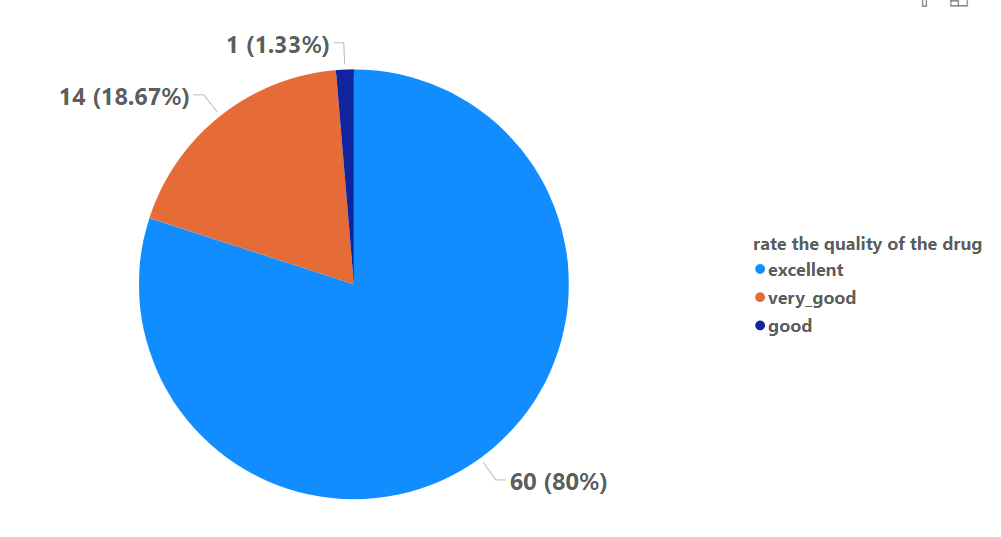 1 (1.33%)
14 (18.67%)
rate the quality of the drug
excellent
very_good
good
60 (80%)